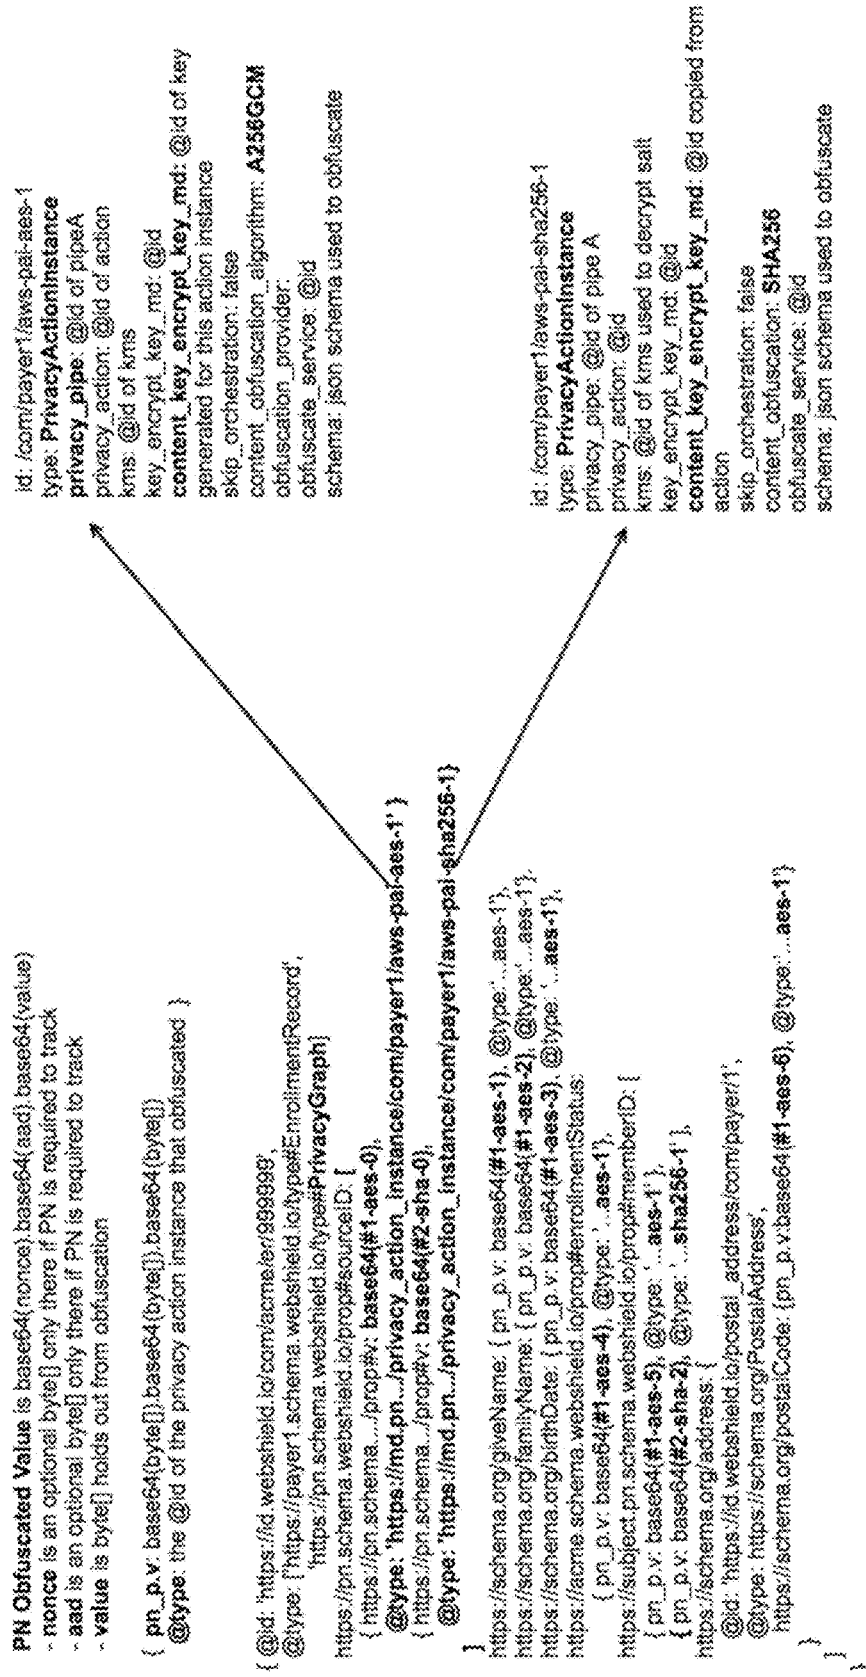 PN Obfuscated Value is base64(nonce).base64(aad).base64(value)
- nonce is an optional byte[] only there if PN is required to track
- aad is an optional byte[] only there if PN is required to track
- value is byte[] holds out from obfuscation
{ pn_p.v: base64(byte[]).base64(byte[]).base64(byte[])
@type: the @id of the privacy action instance that obfuscated }
{ @id: 'https://id.webshield.io/com/acmeler/999999',
@type: ['https://payer1.schema.webshield.io/type#EnrollmentRecord',
'https://pn.schema.webshield.io/type#PrivacyGraph]
https://pn.schema.webshield.io/prop#sourceID: [
{ https://pn.schema..../prop#v: base64(#1-aes-0),
@type: 'https://md.pn../privacy_action_instance/com/payer1/aws-pai-aes-1' }
{ https://pn.schema.../prop#v: base64(#2-sha-0),
@type: 'https://md.pn.../privacy_action_instance/com/payer1/aws-pai-sha256-1}
]
https://schema.org/giveName: { pn_p.v: base64(#1-aes-1), @type:'...aes-1'},
https://schema.org/familyName: { pn_p.v: base64(#1-aes-2), @type:'...aes-1'},
https://schema.org/birthDate: { pn_p.v: base64(#1-aes-3), @type: '...aes-1'},
https://acme.schema.webshield.io/prop#enrollmentStatus:
{ pn_p.v: base64(#1-aes-4), @type: '...aes-1'},
https://subject.pn.schema.webshield.io/prop#memberID: [
{ pn_p.v: base64(#1-aes-5), @type: '...aes-1' },
{ pn_p.v: base64(#2-sha-2), @type: '...sha256-1' },
https://schema.org/address: {
@id: 'https://id.webshield.io/postal_address/com/payer/1',
@type: https://schema.org/PostalAddress',
https://schema.org/postalCode: {pn_p.v:base64(#1-aes-6), @type:'...aes-1'}
}
]
}
id: /com/payer1/aws-pai-aes-1
type: PrivacyActionInstance
privacy_pipe: @id of pipeA
privacy_action: @id of action
kms: @id of kms
key_encrypt_key_md: @id
content_key_encrypt_key_md: @id of key
generated for this action instance
skip_orchestration: false
content_obfuscation_algorithm: A256GCM
obfuscation_provider:
obfuscate_service: @id
schema: json schema used to obfuscate
id: /com/payer1/aws-pai-sha256-1
type: PrivacyActionInstance
privacy_pipe: @id of pipe A
privacy_action: @id
kms: @id of kms used to decrypt salt
key_encrypt_key_md: @id
content_key_encrypt_key_md: @id copied from
action
skip_orchestration: false
content_obfuscation: SHA256
obfuscate_service: @id
schema: json schema used to obfuscate